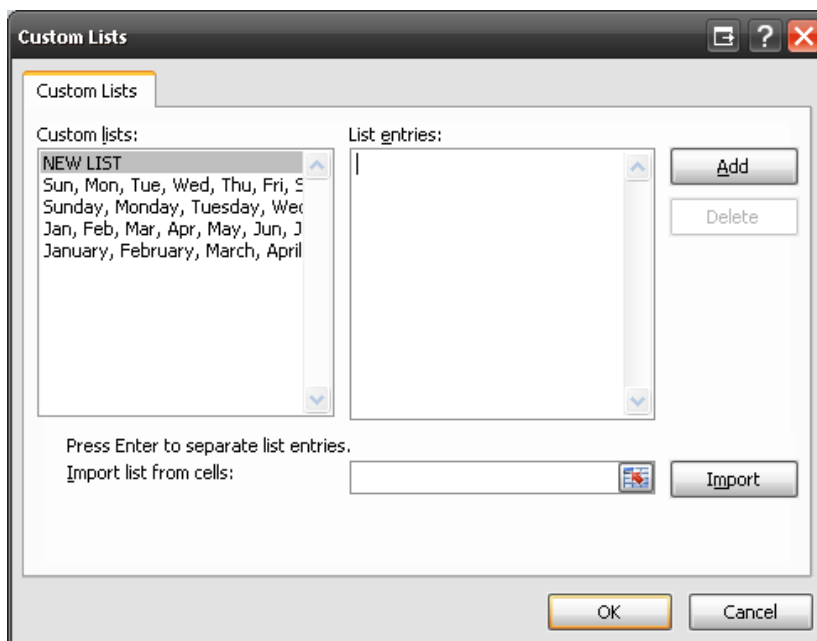 Custom Lists
?
Custom Lists
Custom lists:
List entries:
NEW LIST
Sun, Mon, Tue, Wed, Thu, Fri, S
Sunday, Monday, Tuesday, Wed
Jan, Feb, Mar, Apr, May, Jun, J
January, February, March, April
Add
Delete
Press Enter to separate list entries.
Import list from cells:
Import
OK
Cancel